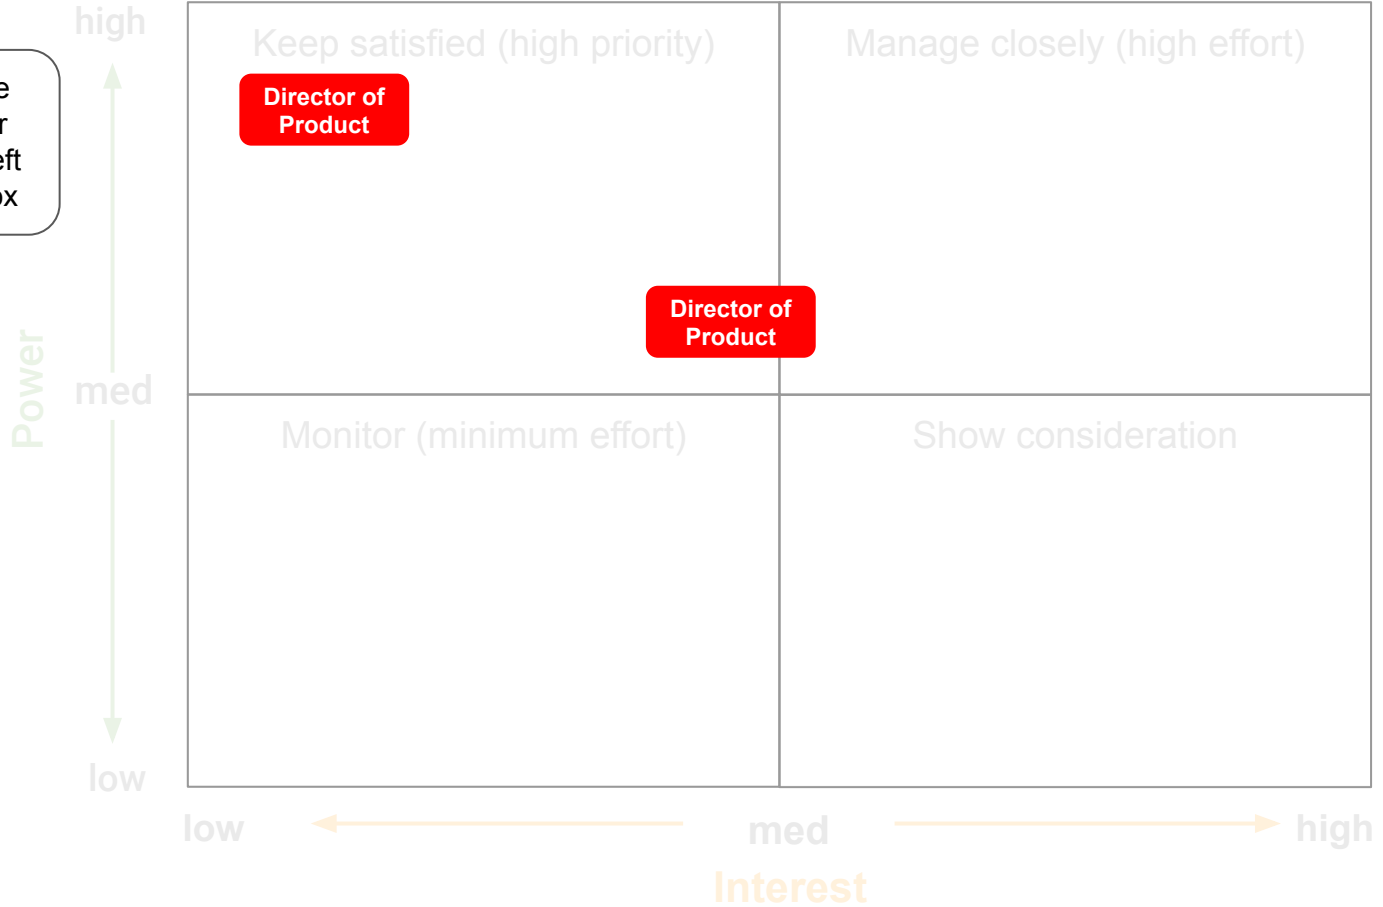 high
Keep satisfied (high priority)
Manage closely (high effort)
Director of
Product
eft
Director of
Product
Power
med
Monitor (minimum effort)
Show consideration
low
low
med
high
Interest